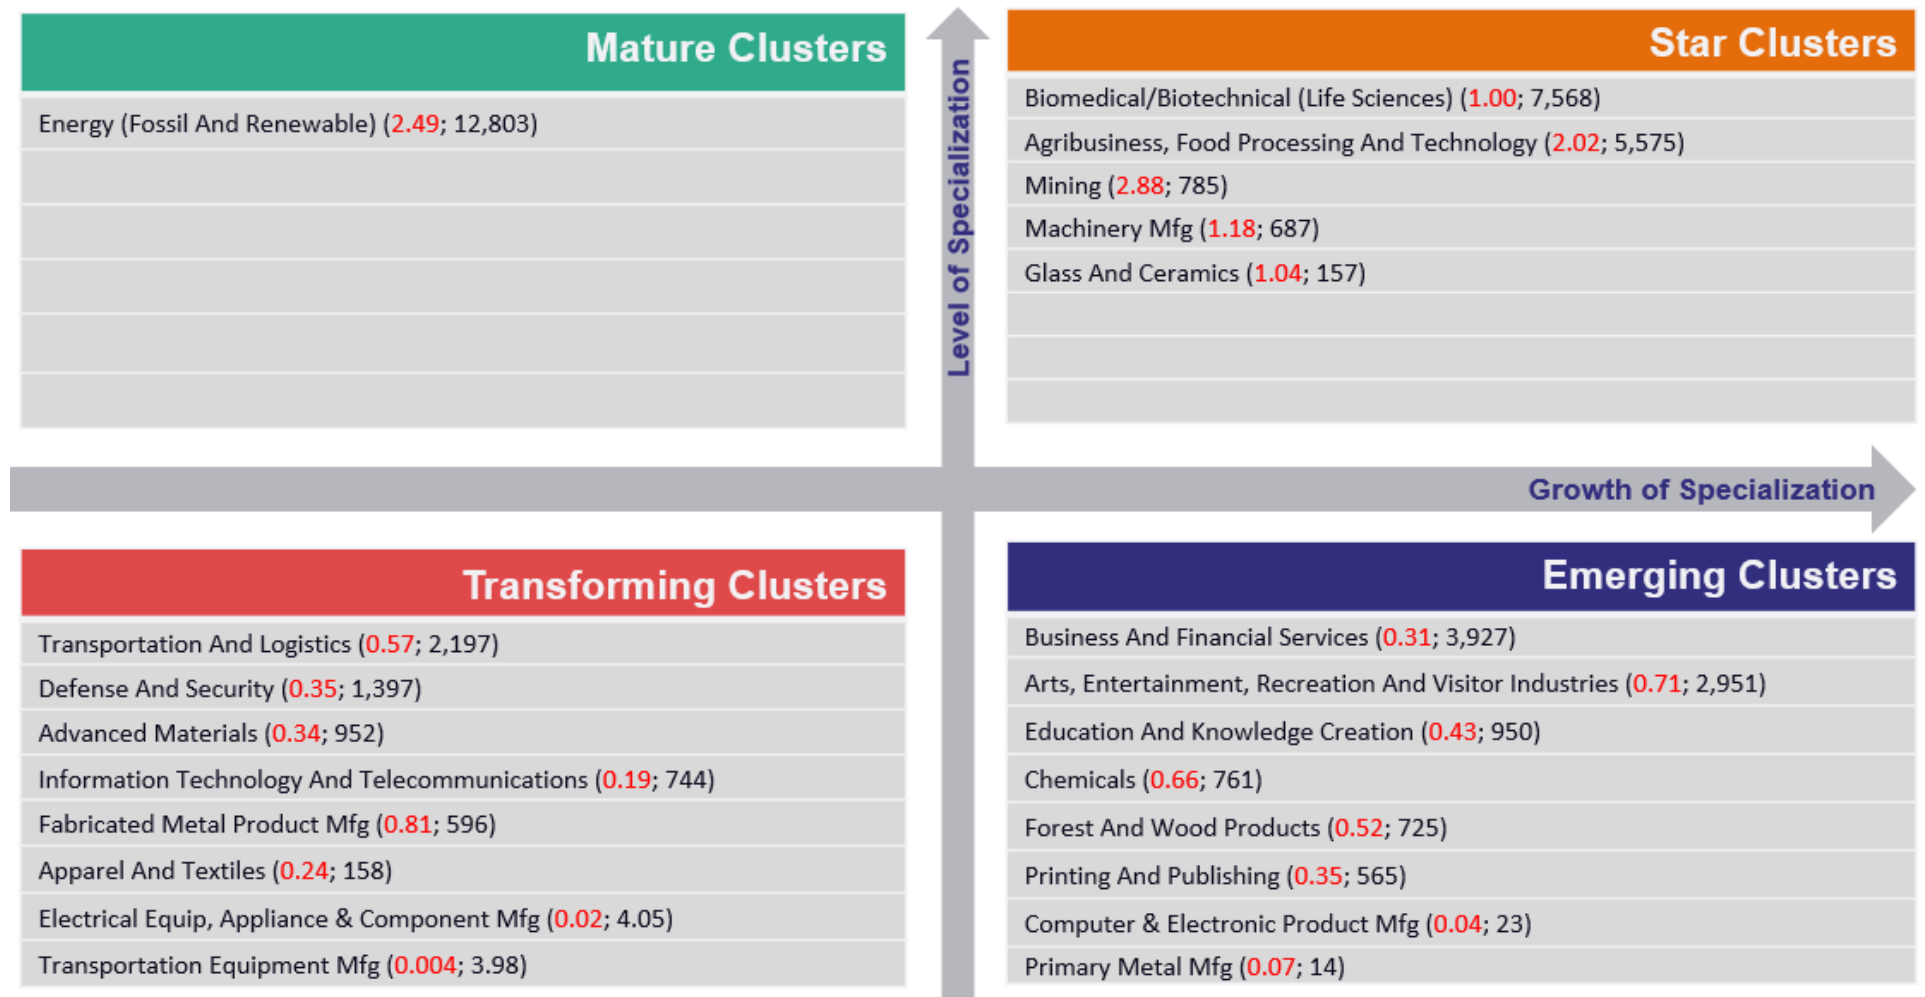 Mature Clusters
Energy (Fossil And Renewable) (2.49; 12,803)
Level of Specialization
Star Clusters
Biomedical/Biotechnical (Life Sciences) (1.00; 7,568)
Agribusiness, Food Processing And Technology (2.02; 5,575)
Mining (2.88; 785)
Machinery Mfg (1.18; 687)
Glass And Ceramics (1.04; 157)
Growth of Specialization
Transforming Clusters
Transportation And Logistics (0.57; 2,197)
Defense And Security (0.35; 1,397)
Advanced Materials (0.34; 952)
Information Technology And Telecommunications (0.19; 744)
Fabricated Metal Product Mfg (0.81; 596)
Apparel And Textiles (0.24; 158)
Electrical Equip, Appliance & Component Mfg (0.02; 4.05)
Transportation Equipment Mfg (0.004; 3.98)
Emerging Clusters
Business And Financial Services (0.31; 3,927)
Arts, Entertainment, Recreation And Visitor Industries (0.71; 2,951)
Education And Knowledge Creation (0.43; 950)
Chemicals (0.66; 761)
Forest And Wood Products (0.52; 725)
Printing And Publishing (0.35; 565)
Computer & Electronic Product Mfg (0.04; 23)
Primary Metal Mfg (0.07; 14)